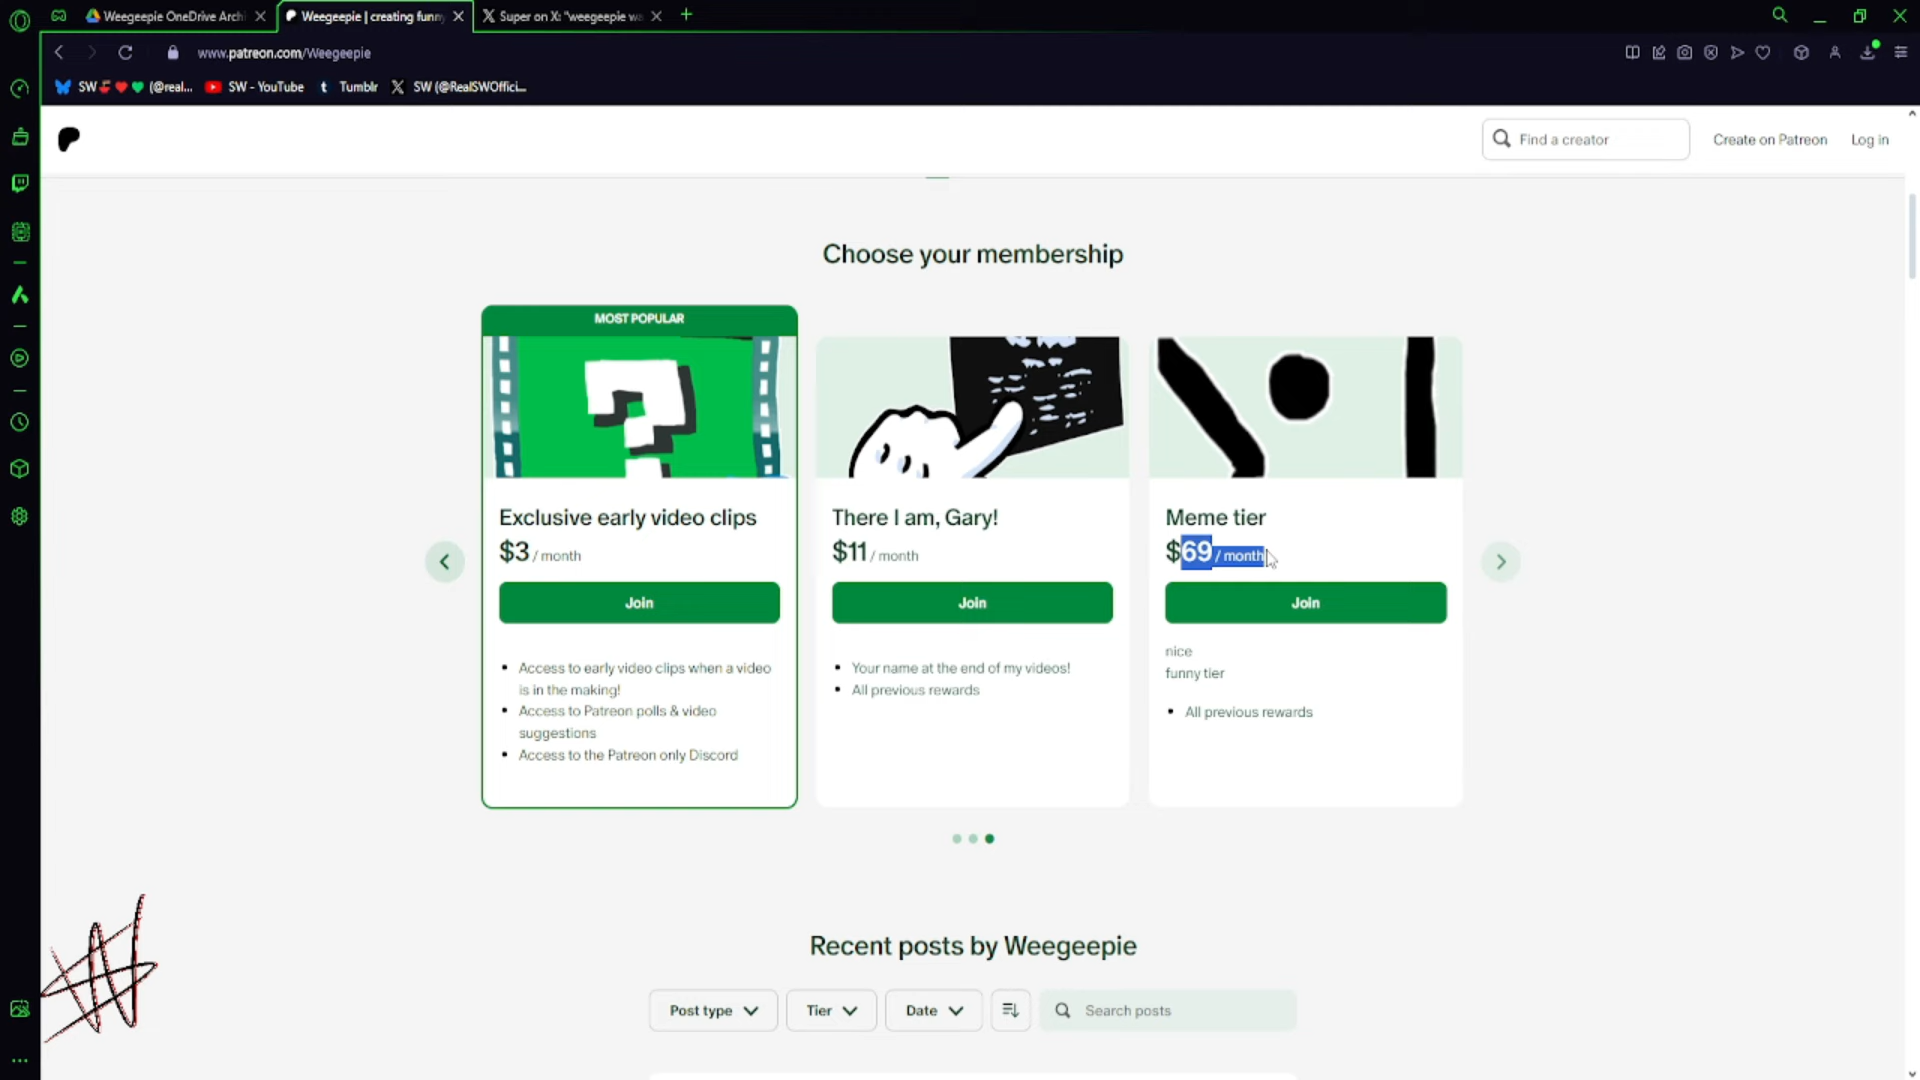 Weegeepie OneDrive Arch
Weegeepie | creating funny
Super on X: "weegeepie wa
www.patreon.com/Weegeepie
SW (@real...
SW - YouTube
Tumblr
SW (@RealSWOffici...
Find a creator
Create on Patreon
Log in
Choose your membership
MOST POPULAR
Exclusive early video clips
$3 / month
Join
Access to early video clips when a video
is in the making!
Access to Patreon polls & video
suggestions
Access to the Patreon only Discord
There I am, Gary!
$11 / month
Join
Your name at the end of my videos!
All previous rewards
Meme tier
$69 / month
Join
nice
funny tier
All previous rewards
Recent posts by Weegeepie
Post type
Tier
Date
Search posts